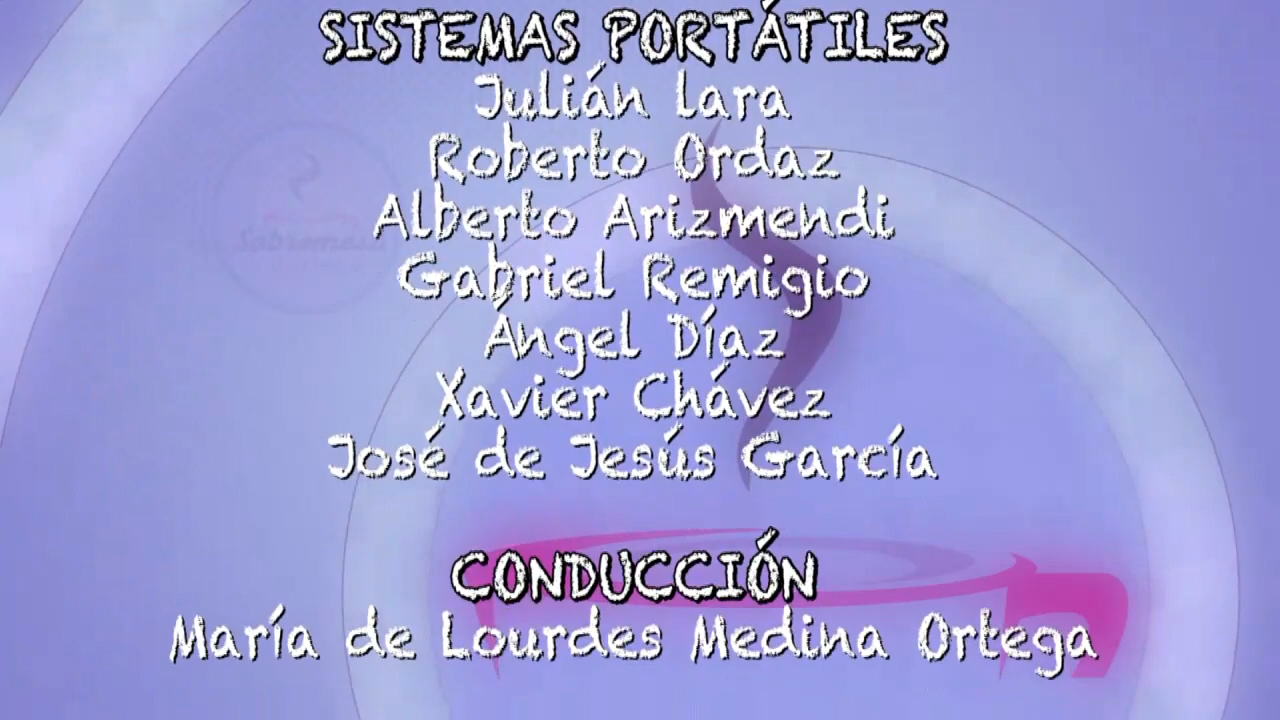 SISTEMAS PORTÁTILES
Julián Lara
Roberto Ordaz
Alberto Arizmendi
Gabriel Remigio
Ángel Díaz
Xavier Chávez
José de Jesús García
Sobremesa
CONDUCCIÓN
María de Lourdes Medina Ortega